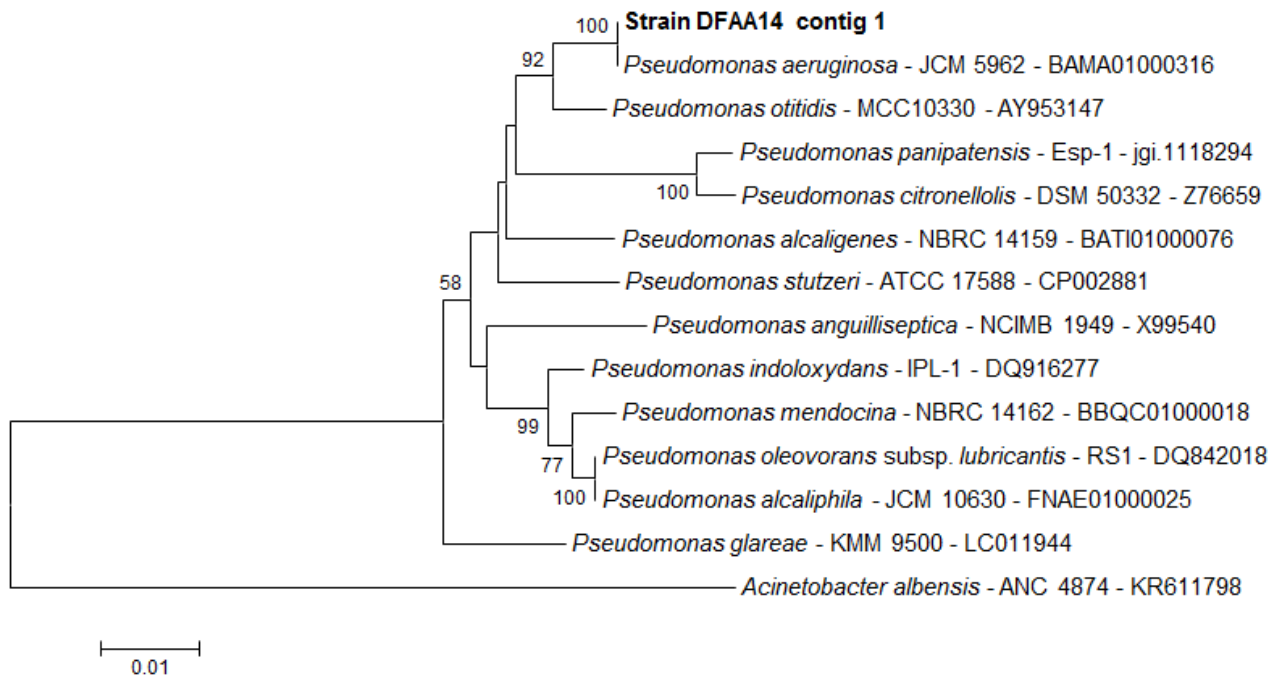 100
Strain DFAA14 contig 1
92
Pseudomonas aeruginosa - JCM 5962 - BAMA01000316
Pseudomonas otitidis - MCC10330 - AY953147
Pseudomonas panipatensis - Esp-1 - jgi.1118294
100
Pseudomonas citronellolis - DSM 50332 - Z76659
Pseudomonas alcaligenes - NBRC 14159 - BATI01000076
58
Pseudomonas stutzeri - ATCC 17588 - CP002881
Pseudomonas anguilliseptica - NCIMB 1949 - X99540
Pseudomonas indoloxydans - IPL-1 - DQ916277
Pseudomonas mendocina - NBRC 14162 - BBQC01000018
99
Pseudomonas oleovorans subsp. lubricantis - RS1 - DQ842018
77
100
Pseudomonas alcaliphila - JCM 10630 - FNAE01000025
Pseudomonas glareae - KMM 9500 - LC011944
Acinetobacter albensis - ANC 4874 - KR611798
0.01